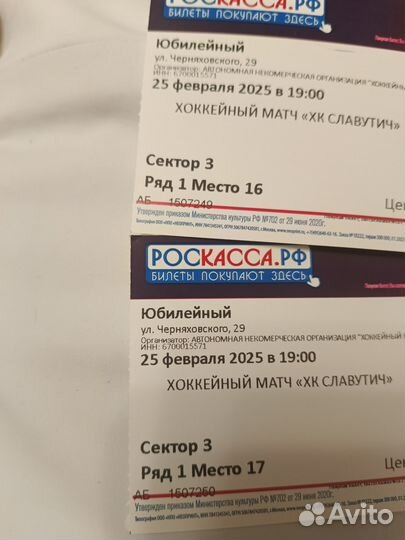 РОСКАССА.РФ
БИЛЕТЫ ПОКУПАЮТ ЗДЕСЬ
Юбилейный
ул. Черняховского, 29
Организатор: АВТОНОМНАЯ НЕКОМЕРЧЕСКАЯ ОРГАНИЗАЦИЯ "ХОККЕЙНЫЙ
ИНН: 6700015571
25 февраля 2025 в 19:00
ХОККЕЙНЫЙ МАТЧ «ХК СЛАВУТИЧ»
Сектор 3
Ряд 1 Место 16
АБ 1507249
Утвержден приказом Министерства культуры РФ №702 от 29 июня 2020г.
РОСКАССА.РФ
БИЛЕТЫ ПОКУПАЮТ ЗДЕСЬ
Юбилейный
ул. Черняховского, 29
Организатор: АВТОНОМНАЯ НЕКОМЕРЧЕСКАЯ ОРГАНИЗАЦИЯ "ХОККЕЙНЫЙ
ИНН: 6700015571
25 февраля 2025 в 19:00
ХОККЕЙНЫЙ МАТЧ «ХК СЛАВУТИЧ»
Сектор 3
Ряд 1 Место 17
АБ 1507250
Утвержден приказом Министерства культуры РФ №702 от 29 июня 2020г.
Avito